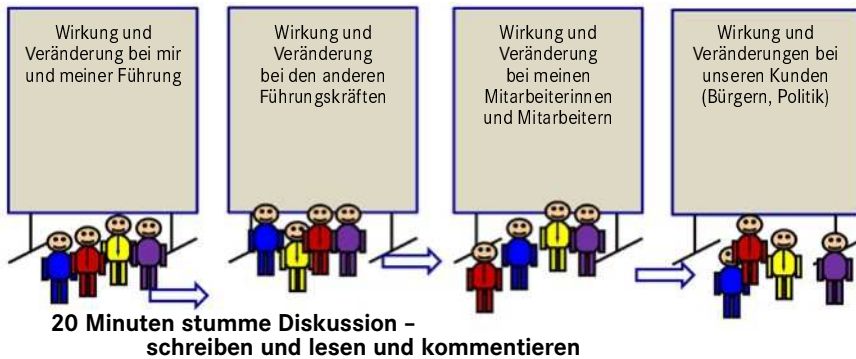 Wirkung und
Veränderung bei mir
und meiner Führung
Wirkung und
Veränderung
bei den anderen
Führungskräften
Wirkung und
Veränderung
bei meinen
Mitarbeiterinnen
und Mitarbeitern
Wirkung und
Veränderungen bei
unseren Kunden
(Bürgern, Politik)
20 Minuten stumme Diskussion –
schreiben und lesen und kommentieren